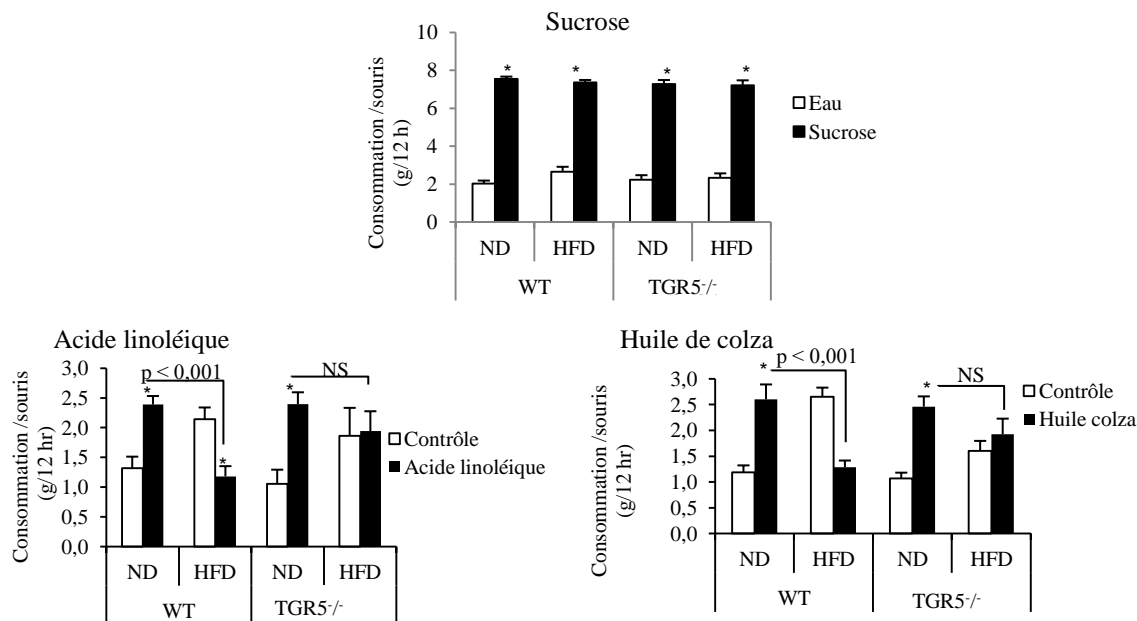 Sucrose
Consommation /souris
(g/12 h)
10
8
6
4
2
0
* * * *
Eau
Sucrose
ND HFD ND HFD
WT TGR5-/-
Acide linoléique
Consommation /souris
(g/12 hr)
3,0
2,5
2,0
1,5
1,0
0,5
0,0
p < 0,001
NS
* * *
Contrôle
Acide linoléique
ND HFD ND HFD
WT TGR5-/-
Huile de colza
Consommation /souris
(g/12 hr)
3,0
2,5
2,0
1,5
1,0
0,5
0,0
* p < 0,001
* NS
Contrôle
Huile colza
ND HFD ND HFD
WT TGR5-/-